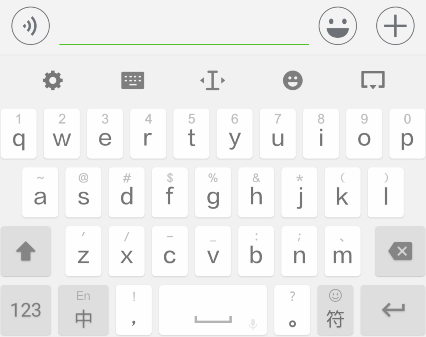 1 2 3 4 5 6 7 8 9 0
q w e r t y u i o p
~ @ # $ % & * ( )
a s d f g h j k l
' / - _ : ; 、
z x c v b n m
En ! ?
123 中 , 。 符